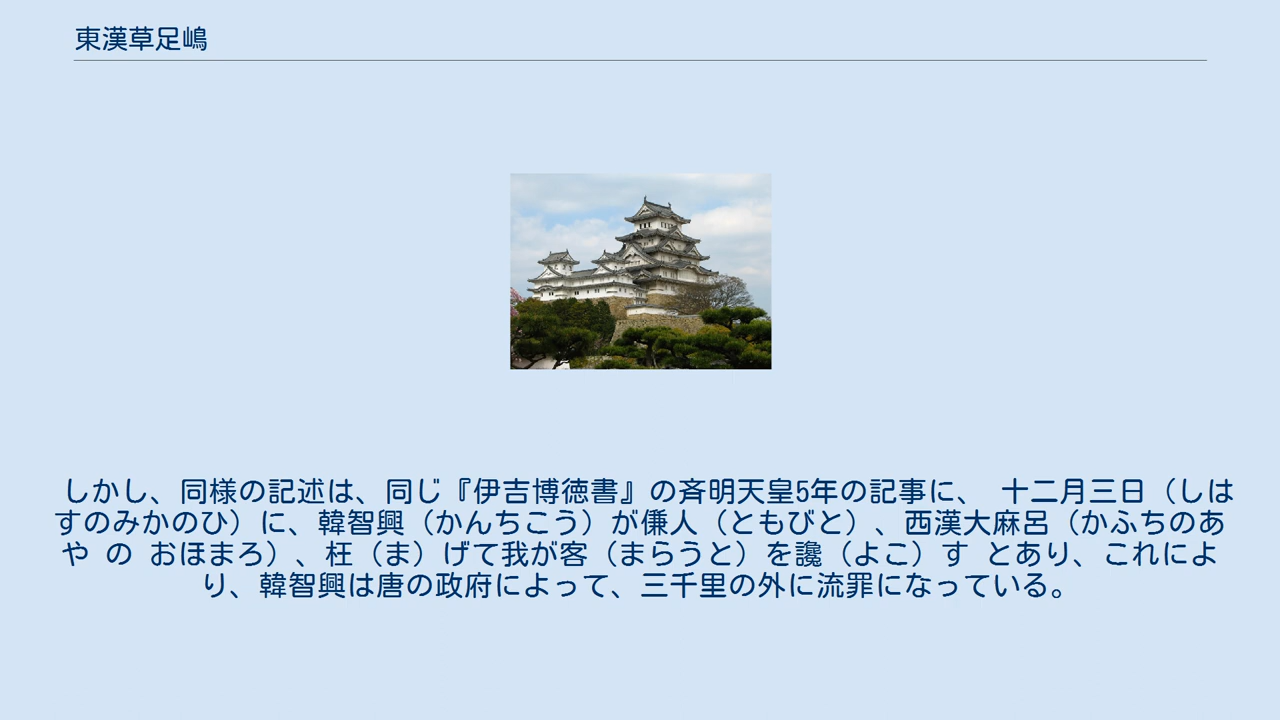 東漢草足嶋
しかし、同様の記述は、同じ『伊吉博徳書』の斉明天皇5年の記事に、 十二月三日（しは
すのみかのひ）に、韓智興（かんちこう）が傔人（ともびと）、西漢大麻呂（かふちのあ
や の おほまろ）、枉（ま）げて我が客（まらうと）を讒（よこ）す とあり、これによ
り、韓智興は唐の政府によって、三千里の外に流罪になっている。